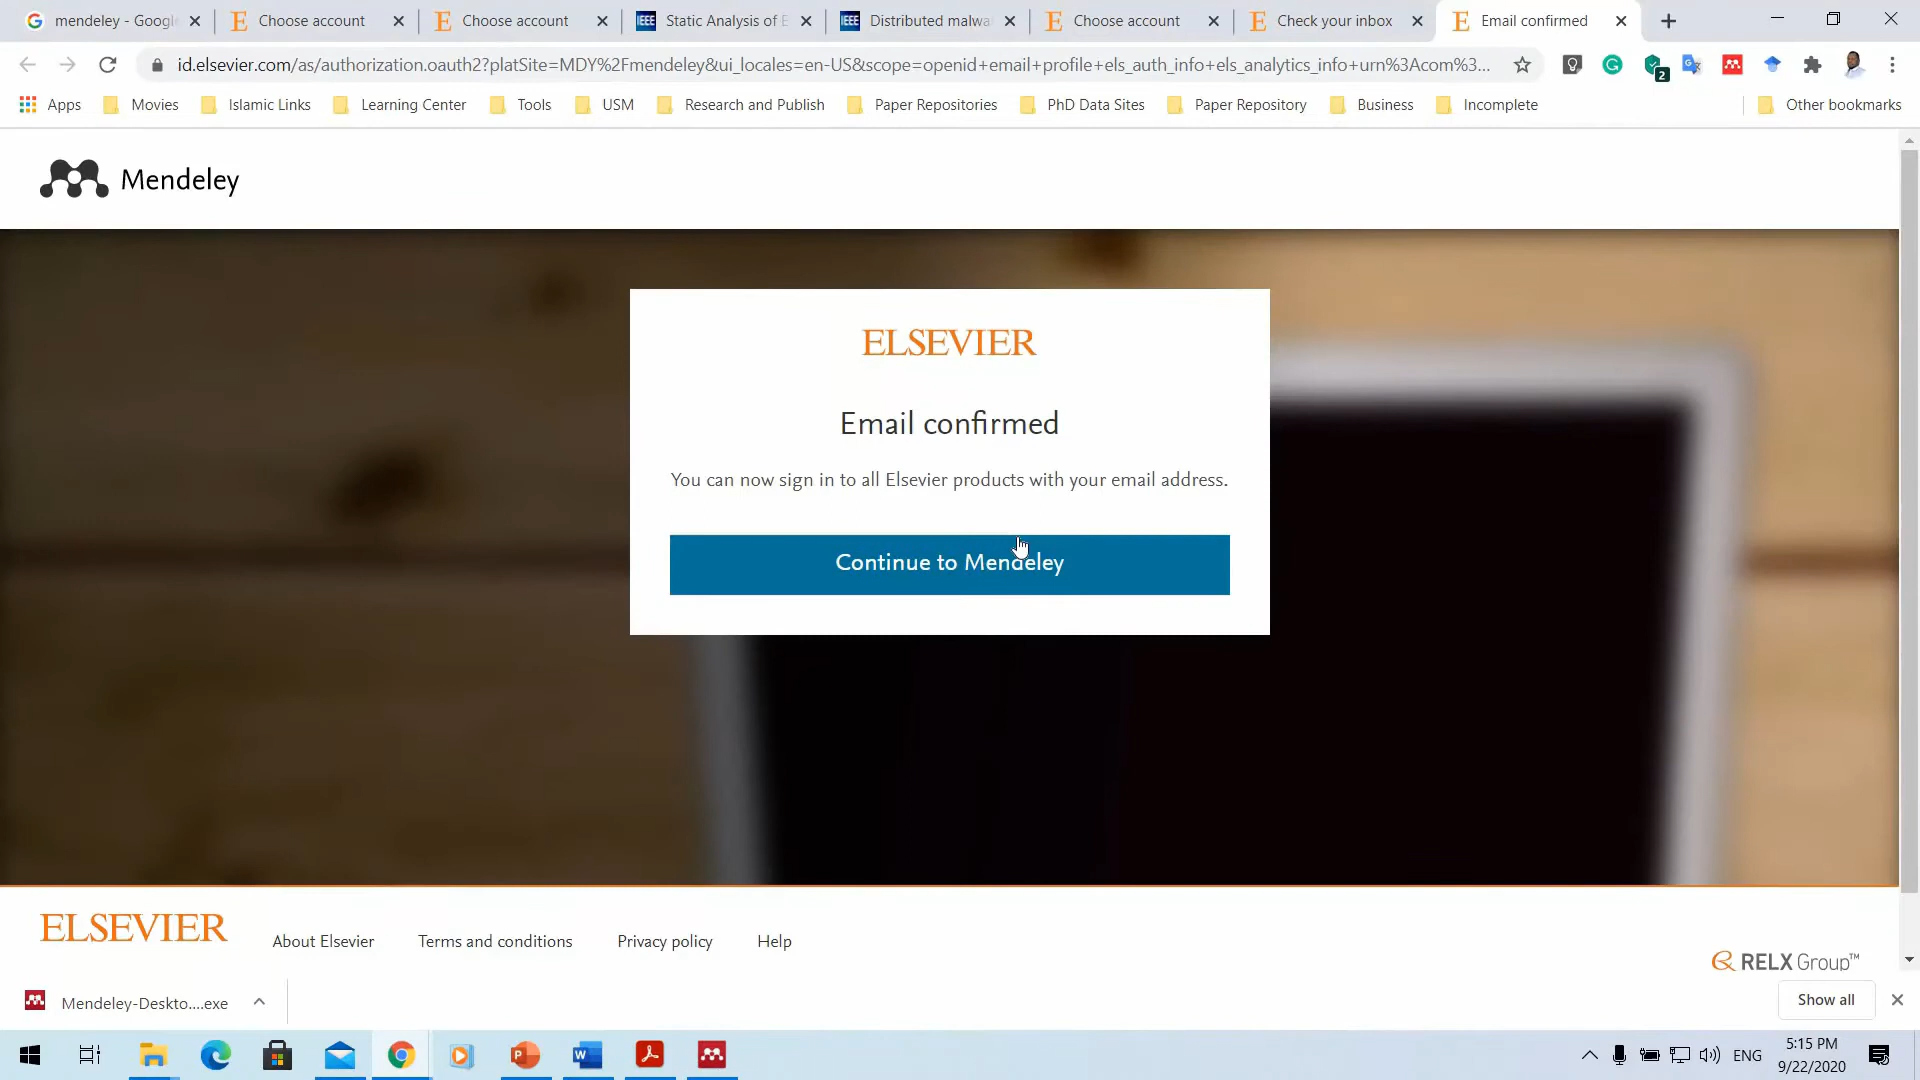 mendeley - Google
Choose account
Choose account
Static Analysis of E
Distributed malwa
Choose account
Check your inbox
Email confirmed
id.elsevier.com/as/authorization.oauth2?platSite=MDY%2Fmendeley&ui_locales=en-US&scope=openid+email+profile+els_auth_info+els_analytics_info+urn%3Acom%3...
2
Apps
Movies
Islamic Links
Learning Center
Tools
USM
Research and Publish
Paper Repositories
PhD Data Sites
Paper Repository
Business
Incomplete
Other bookmarks
Mendeley
ELSEVIER
Email confirmed
You can now sign in to all Elsevier products with your email address.
Continue to Mendeley
ELSEVIER
About Elsevier
Terms and conditions
Privacy policy
Help
RELX Group™
Mendeley-Deskto....exe
Show all
ENG
5:15 PM
9/22/2020